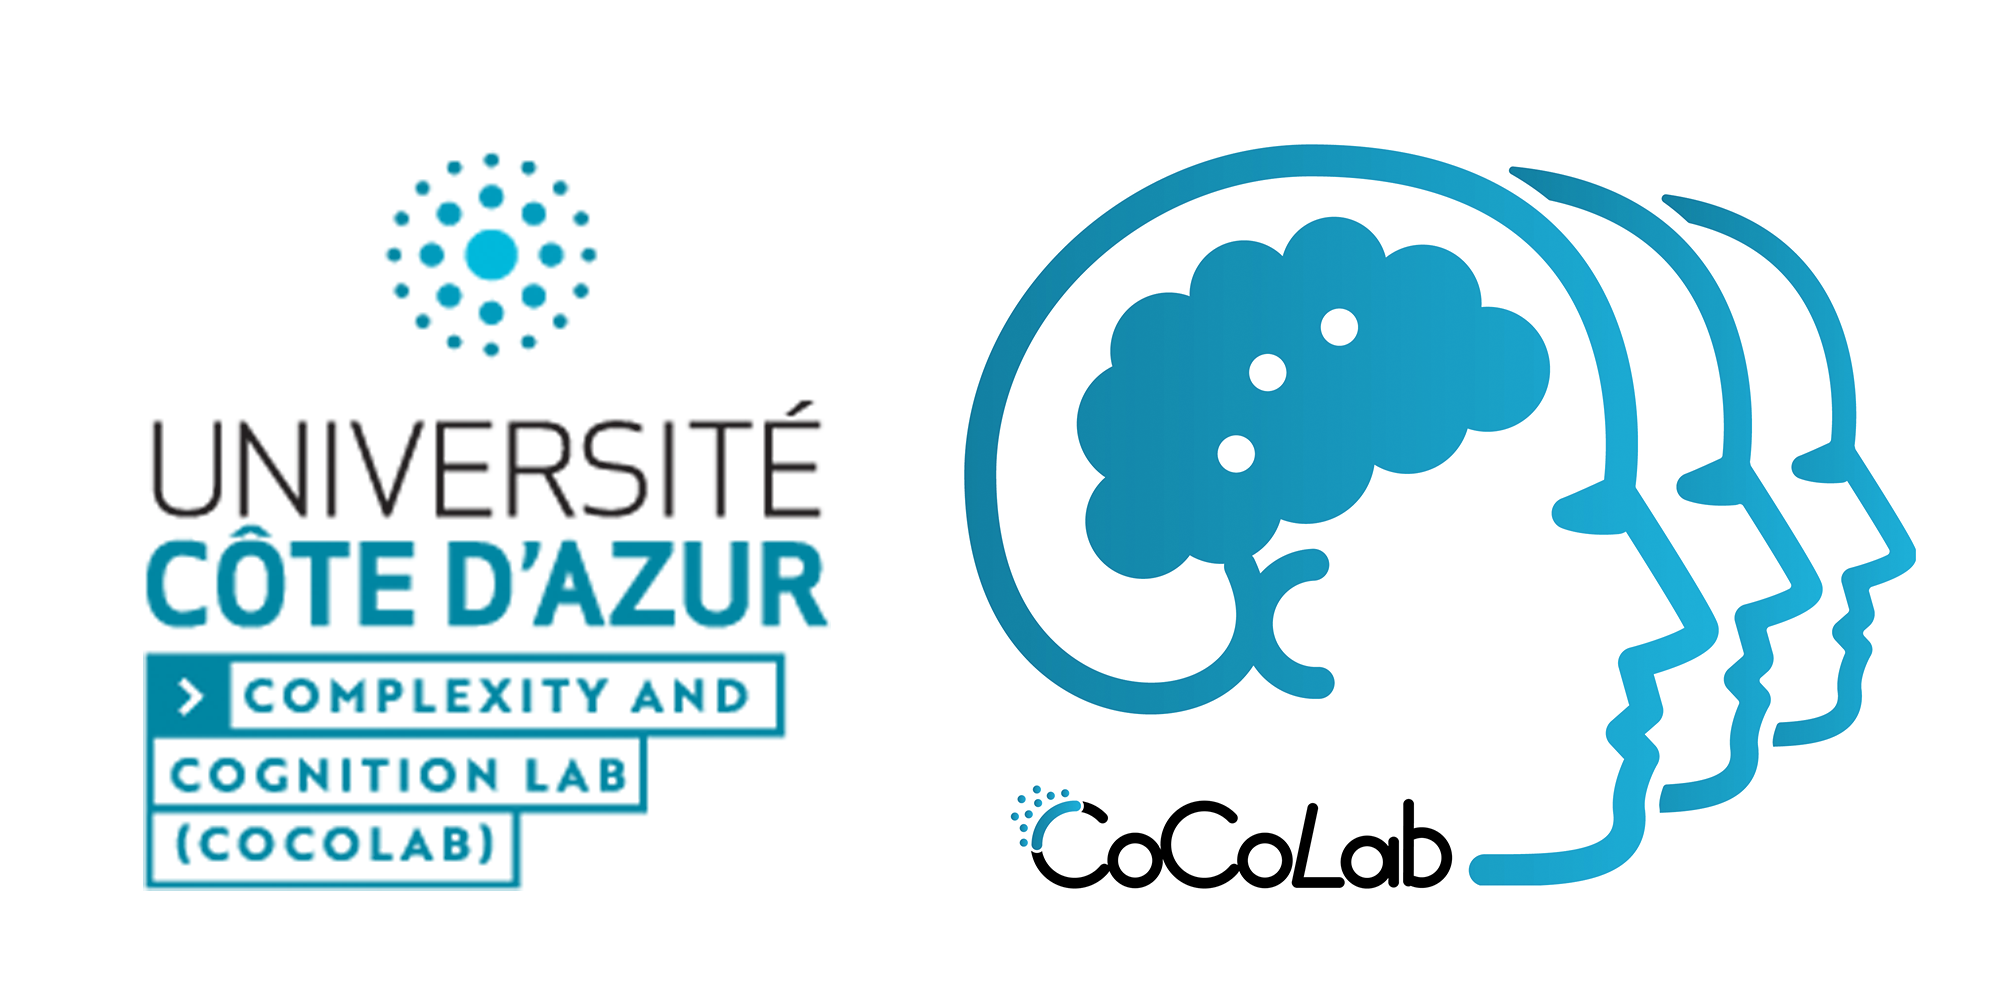 UNIVERSITÉ
CÔTE D'AZUR
COMPLEXITY AND
COGNITION LAB
(COCOLAB)
CoCoLab